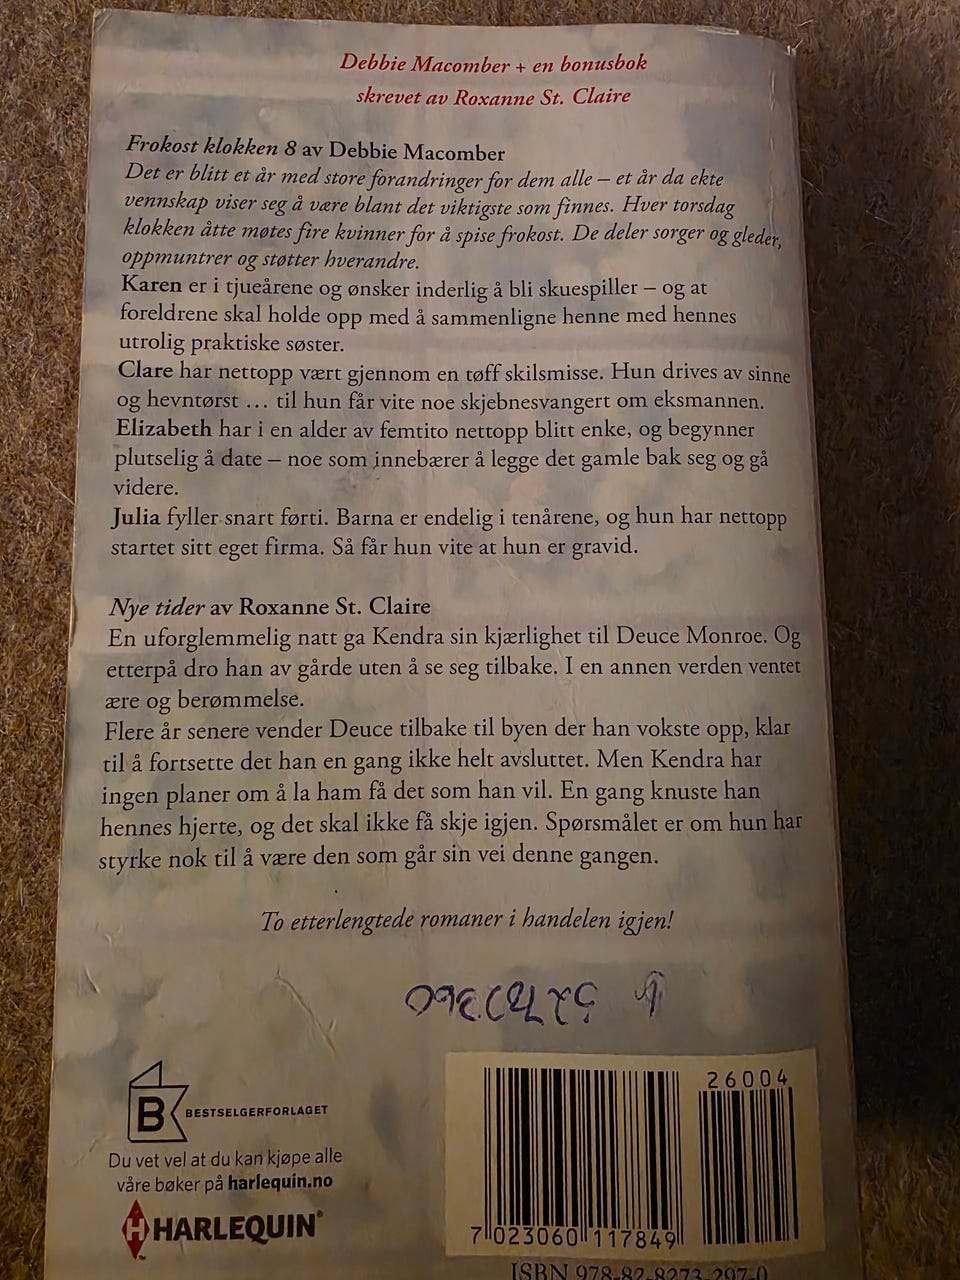 Debbie Macomber + en bonusbok
skrevet av Roxanne St. Claire
Frokost klokken 8 av Debbie Macomber
Det er blitt et år med store forandringer for dem alle – et år da ekte
vennskap viser seg å være blant det viktigste som finnes. Hver torsdag
klokken åtte møtes fire kvinner for å spise frokost. De deler sorger og gleder,
oppmuntrer og støtter hverandre.
Karen er i tjueårene og ønsker inderlig å bli skuespiller – og at
foreldrene skal holde opp med å sammenligne henne med hennes
utrolig praktiske søster.
Clare har nettopp vært gjennom en tøff skilsmisse. Hun drives av sinne
og hevntørst ... til hun får vite noe skjebnesvangert om eksmannen.
Elizabeth har i en alder av femtito nettopp blitt enke, og begynner
plutselig å date – noe som innebærer å legge det gamle bak seg og gå
videre.
Julia fyller snart førti. Barna er endelig i tenårene, og hun har nettopp
startet sitt eget firma. Så får hun vite at hun er gravid.
Nye tider av Roxanne St. Claire
En uforglemmelig natt ga Kendra sin kjærlighet til Deuce Monroe. Og
etterpå dro han av gårde uten å se seg tilbake. I en annen verden ventet
ære og berømmelse.
Flere år senere vender Deuce tilbake til byen der han vokste opp, klar
til å fortsette det han en gang ikke helt avsluttet. Men Kendra har
ingen planer om å la ham få det som han vil. En gang knuste han
hennes hjerte, og det skal ikke få skje igjen. Spørsmålet er om hun har
styrke nok til å være den som går sin vei denne gangen.
To etterlengtede romaner i handelen igjen!
B
BESTSELGERFORLAGET
Du vet vel at du kan kjøpe alle
våre bøker på harlequin.no
H HARLEQUIN®
26004
7 023060 117849
ISBN 978-82-8273-297-0